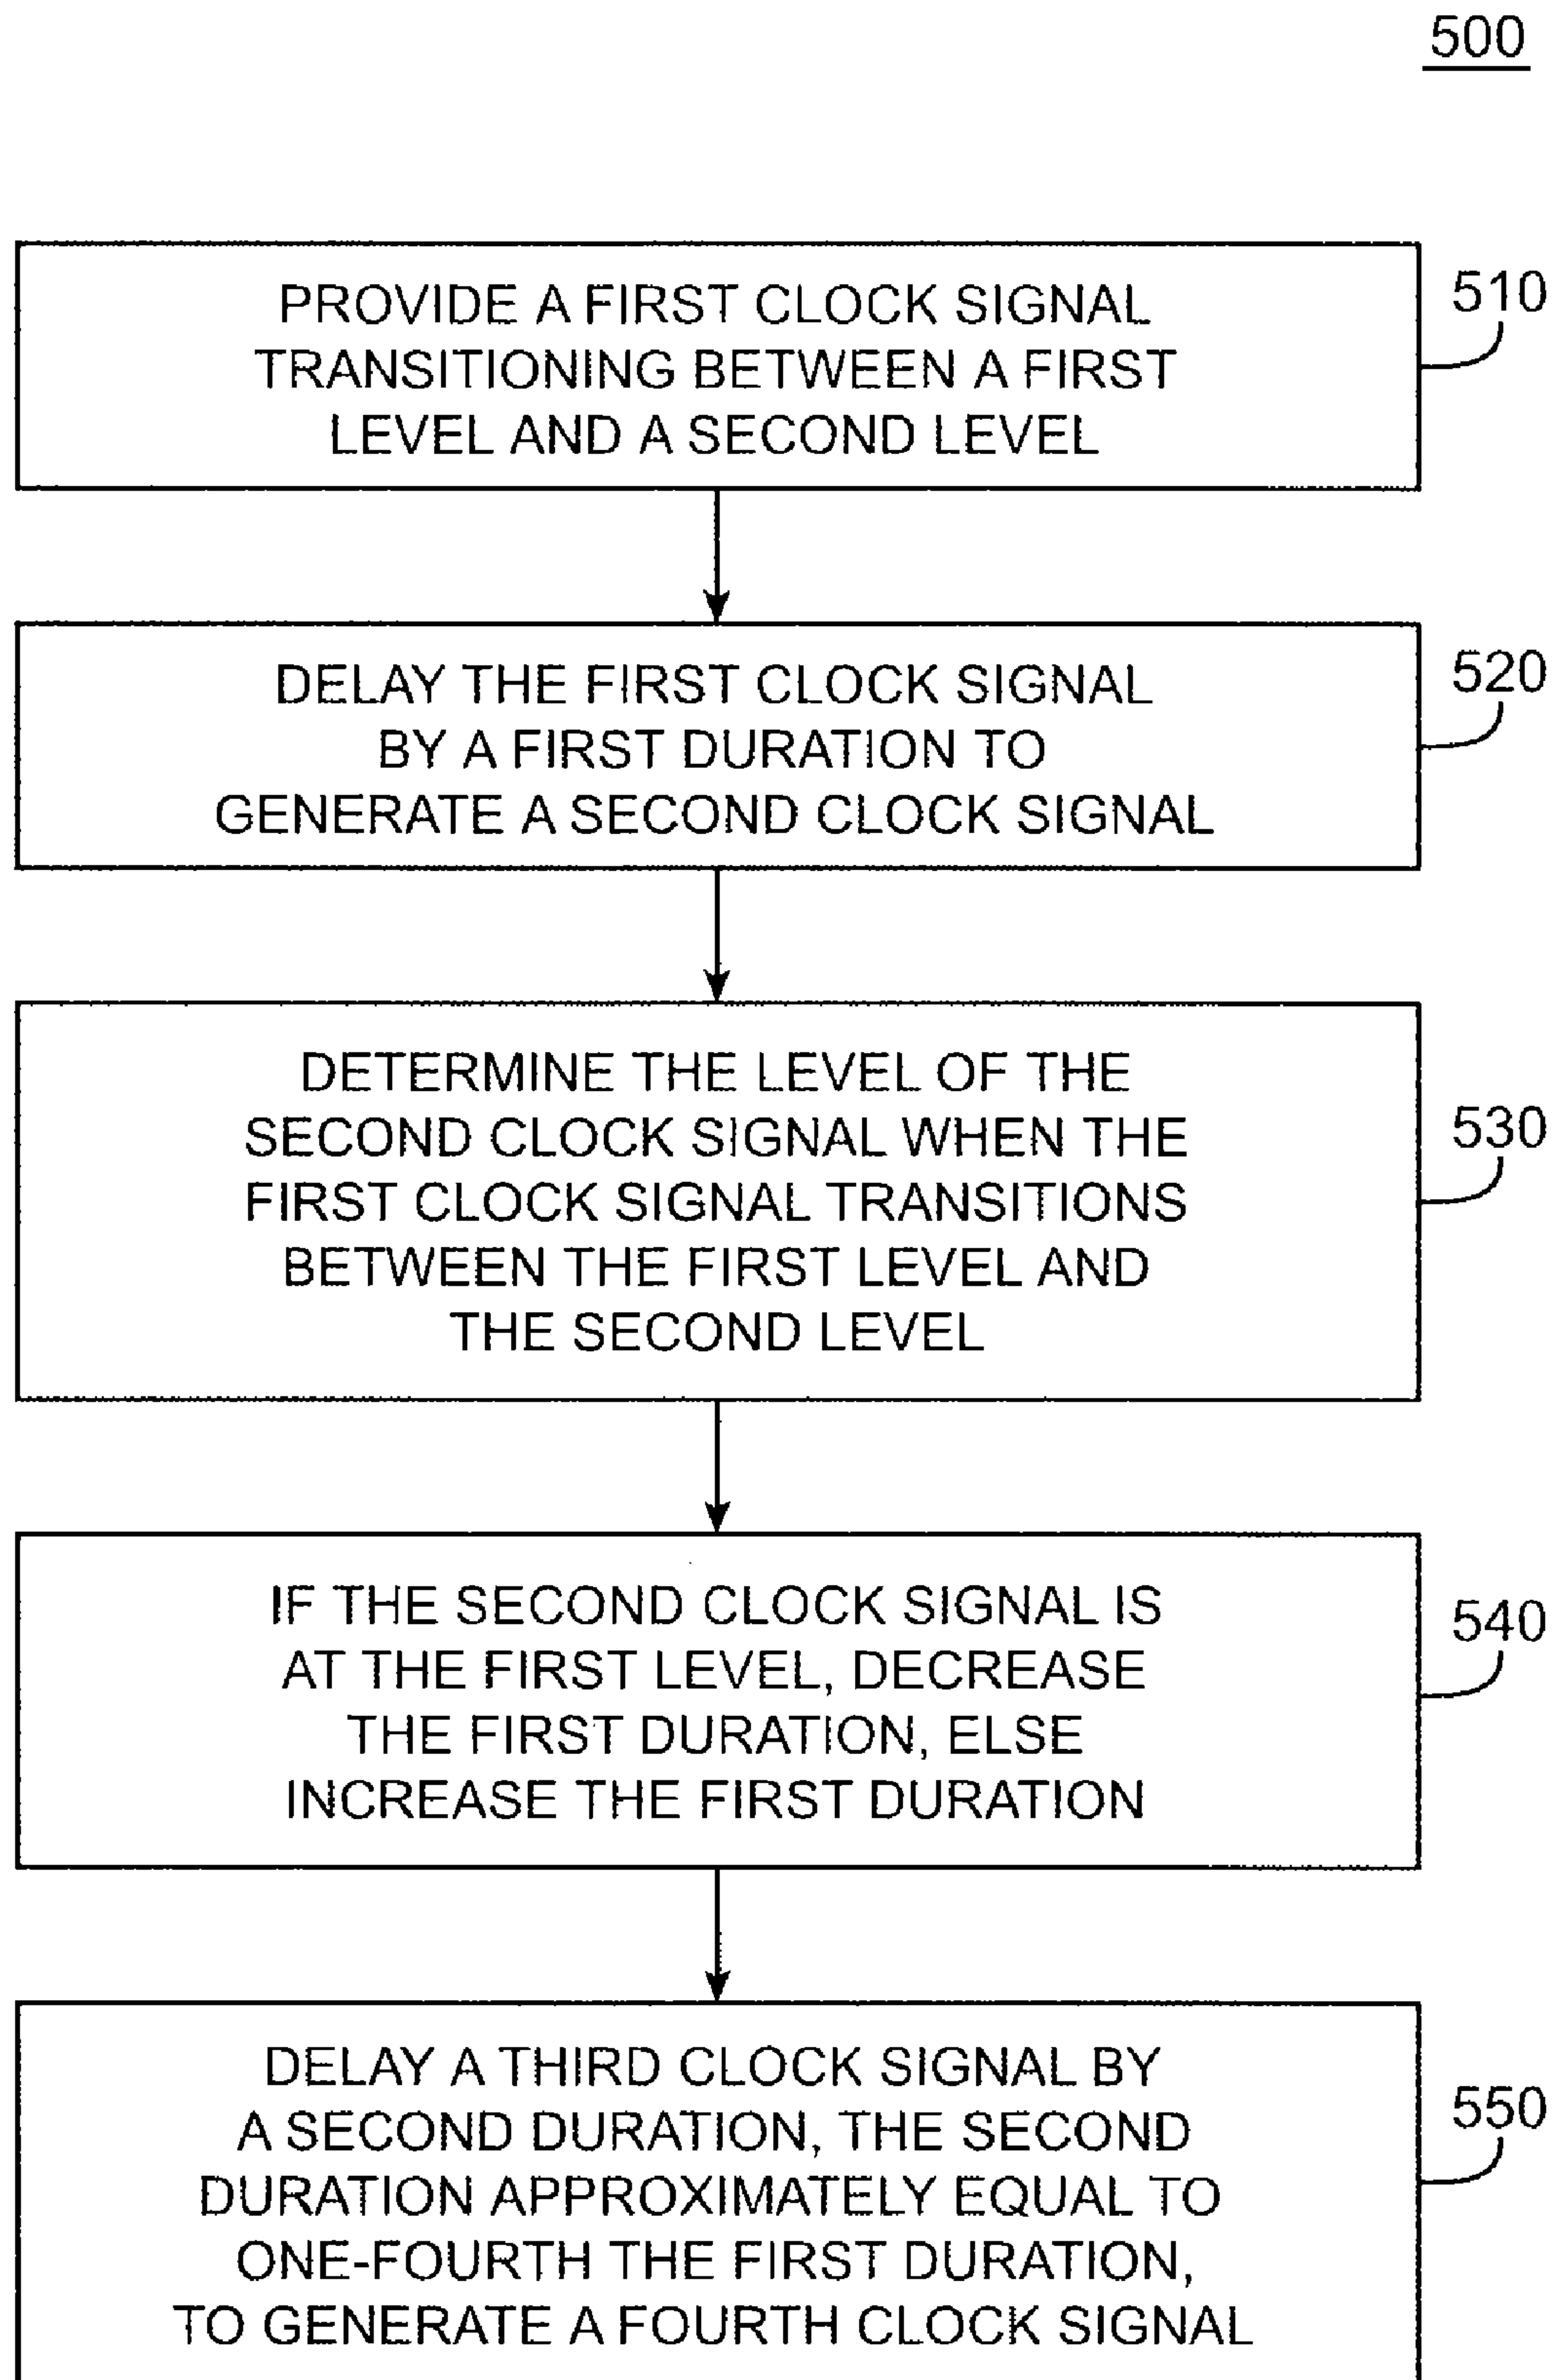 500
PROVIDE A FIRST CLOCK SIGNAL
TRANSITIONING BETWEEN A FIRST
LEVEL AND A SECOND LEVEL
510
DELAY THE FIRST CLOCK SIGNAL
BY A FIRST DURATION TO
GENERATE A SECOND CLOCK SIGNAL
520
DETERMINE THE LEVEL OF THE
SECOND CLOCK SIGNAL WHEN THE
FIRST CLOCK SIGNAL TRANSITIONS
BETWEEN THE FIRST LEVEL AND
THE SECOND LEVEL
530
IF THE SECOND CLOCK SIGNAL IS
AT THE FIRST LEVEL, DECREASE
THE FIRST DURATION, ELSE
INCREASE THE FIRST DURATION
540
DELAY A THIRD CLOCK SIGNAL BY
A SECOND DURATION, THE SECOND
DURATION APPROXIMATELY EQUAL TO
ONE-FOURTH THE FIRST DURATION,
TO GENERATE A FOURTH CLOCK SIGNAL
550